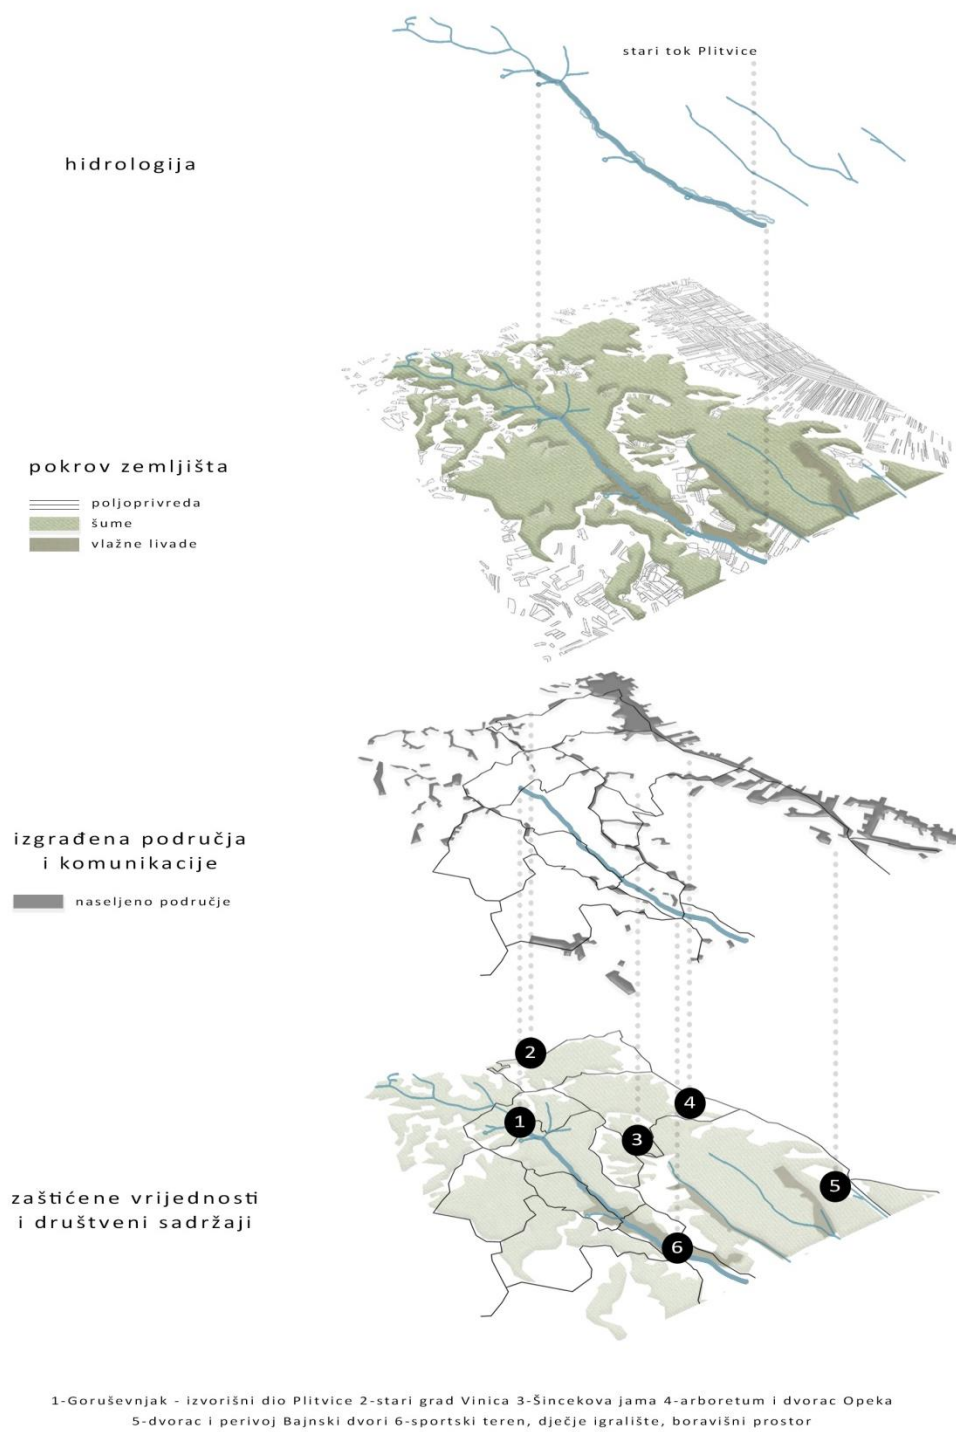 stari tok Plitvice
hidrologija
pokrov zemljišta
poljoprivreda
šume
vlažne livade
izgrađena područja
i komunikacije
naseljeno područje
2
1
4
3
5
6
zaštićene vrijednosti
i društveni sadržaji
1-Goruševnjak - izvorišni dio Plitvice 2-stari grad Vinica 3-Šincekova jama 4-arboretum i dvorac Opeka
5-dvorac i perivoj Bajnski dvori 6-sportski teren, dječje igralište, boravišni prostor